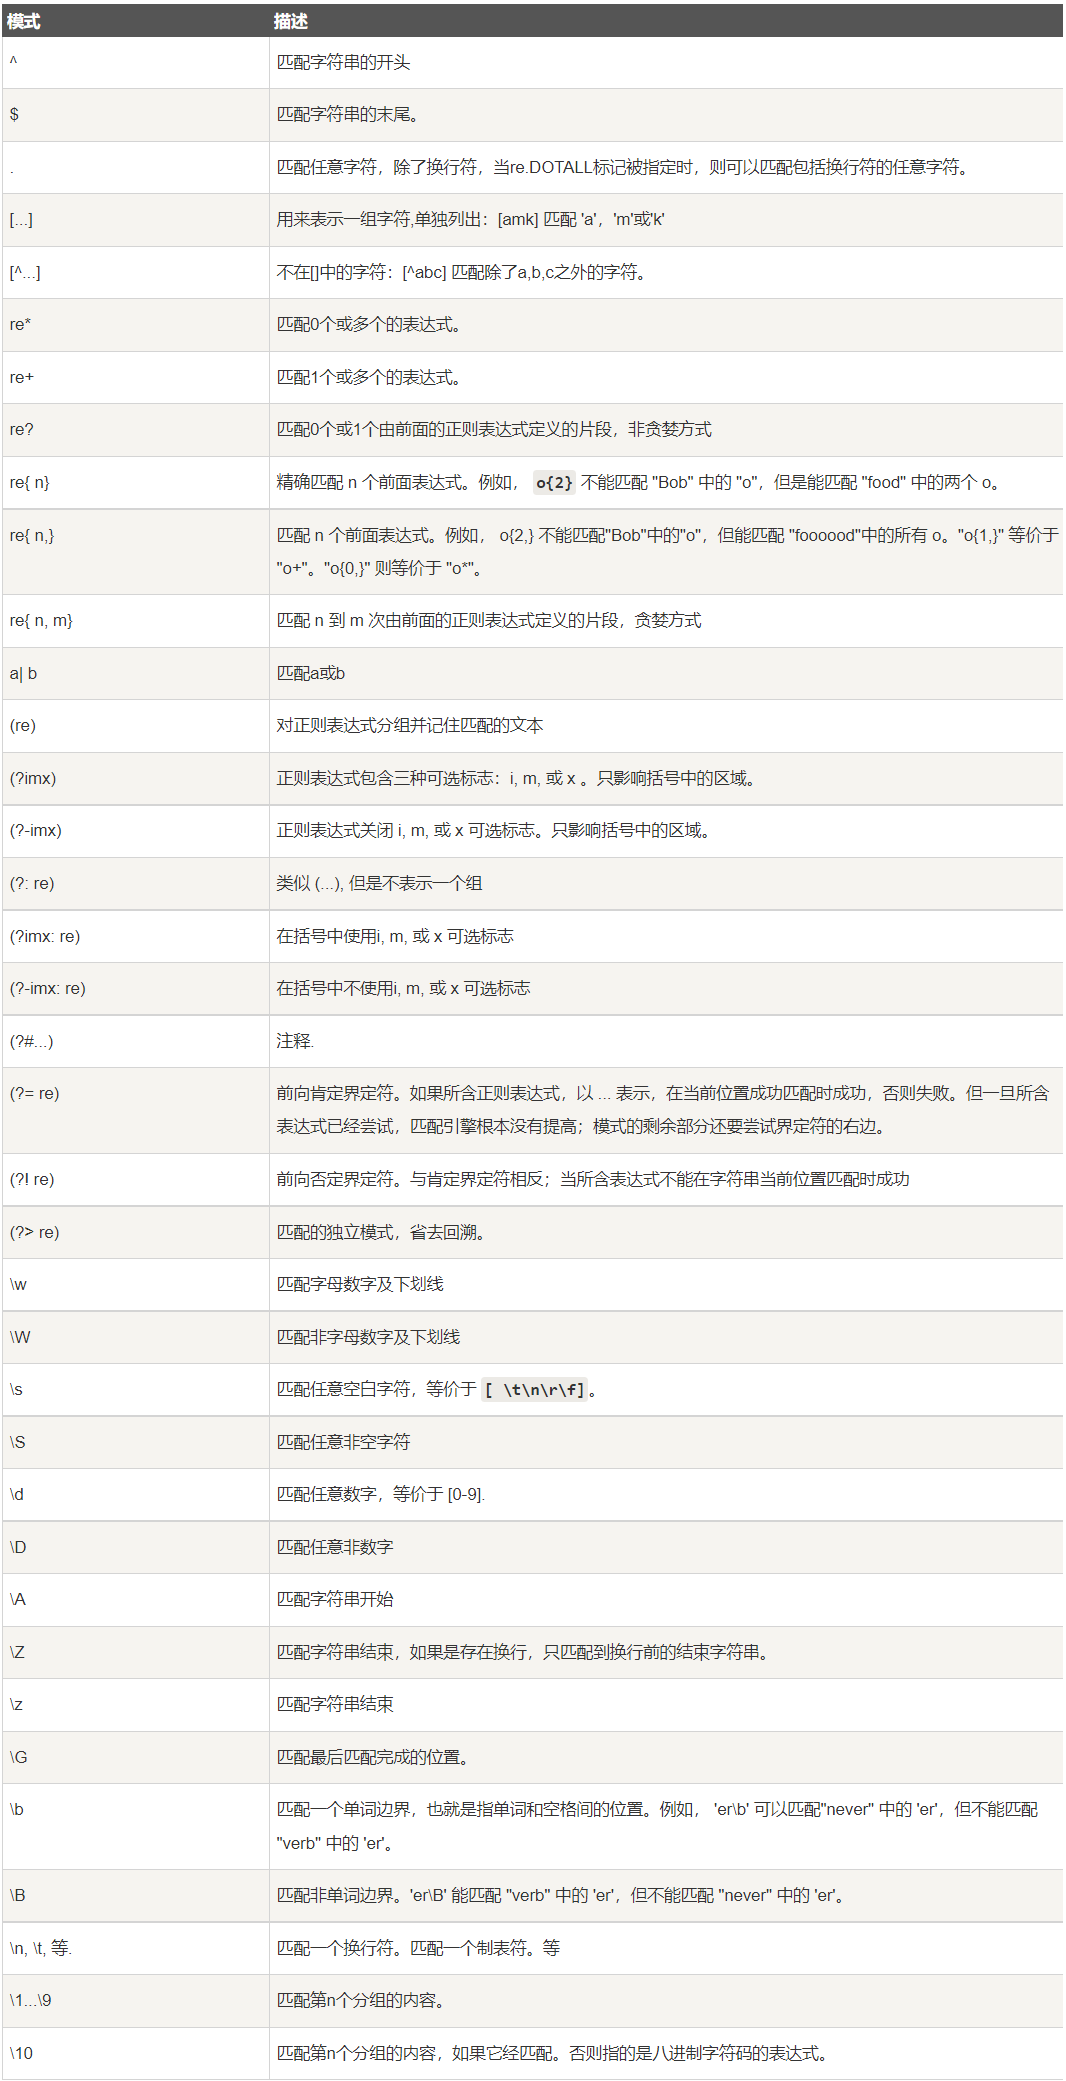 模式 描述
^ 匹配字符串的开头
$ 匹配字符串的末尾。
. 匹配任意字符，除了换行符，当re.DOTALL标记被指定时，则可以匹配包括换行符的任意字符。
[...] 用来表示一组字符,单独列出：[amk] 匹配 'a'，'m'或'k'
[^...] 不在[]中的字符：[^abc] 匹配除了a,b,c之外的字符。
re* 匹配0个或多个的表达式。
re+ 匹配1个或多个的表达式。
re? 匹配0个或1个由前面的正则表达式定义的片段，非贪婪方式
re{ n} 精确匹配 n 个前面表达式。例如， o{2} 不能匹配 "Bob" 中的 "o"，但是能匹配 "food" 中的两个 o。
re{ n,} 匹配 n 个前面表达式。例如， o{2,} 不能匹配"Bob"中的"o"，但能匹配 "foooood"中的所有 o。"o{1,}" 等价于
"o+"。"o{0,}" 则等价于 "o*"。
re{ n, m} 匹配 n 到 m 次由前面的正则表达式定义的片段，贪婪方式
a| b 匹配a或b
(re) 对正则表达式分组并记住匹配的文本
(?imx) 正则表达式包含三种可选标志：i, m, 或 x 。只影响括号中的区域。
(?-imx) 正则表达式关闭 i, m, 或 x 可选标志。只影响括号中的区域。
(?: re) 类似 (...), 但是不表示一个组
(?imx: re) 在括号中使用i, m, 或 x 可选标志
(?-imx: re) 在括号中不使用i, m, 或 x 可选标志
(?#...) 注释.
(?= re) 前向肯定界定符。如果所含正则表达式，以 ... 表示，在当前位置成功匹配时成功，否则失败。但一旦所含
表达式已经尝试，匹配引擎根本没有提高；模式的剩余部分还要尝试界定符的右边。
(?! re) 前向否定界定符。与肯定界定符相反；当所含表达式不能在字符串当前位置匹配时成功
(?> re) 匹配的独立模式，省去回溯。
\w 匹配字母数字及下划线
\W 匹配非字母数字及下划线
\s 匹配任意空白字符，等价于 [ \t\n\r\f]。
\S 匹配任意非空字符
\d 匹配任意数字，等价于 [0-9].
\D 匹配任意非数字
\A 匹配字符串开始
\Z 匹配字符串结束，如果是存在换行，只匹配到换行前的结束字符串。
\z 匹配字符串结束
\G 匹配最后匹配完成的位置。
\b 匹配一个单词边界，也就是指单词和空格间的位置。例如， 'er\b' 可以匹配"never" 中的 'er'，但不能匹配
"verb" 中的 'er'。
\B 匹配非单词边界。'er\B' 能匹配 "verb" 中的 'er'，但不能匹配 "never" 中的 'er'。
\n, \t, 等. 匹配一个换行符。匹配一个制表符。等
\1...\9 匹配第n个分组的内容。
\10 匹配第n个分组的内容，如果它经匹配。否则指的是八进制字符码的表达式。